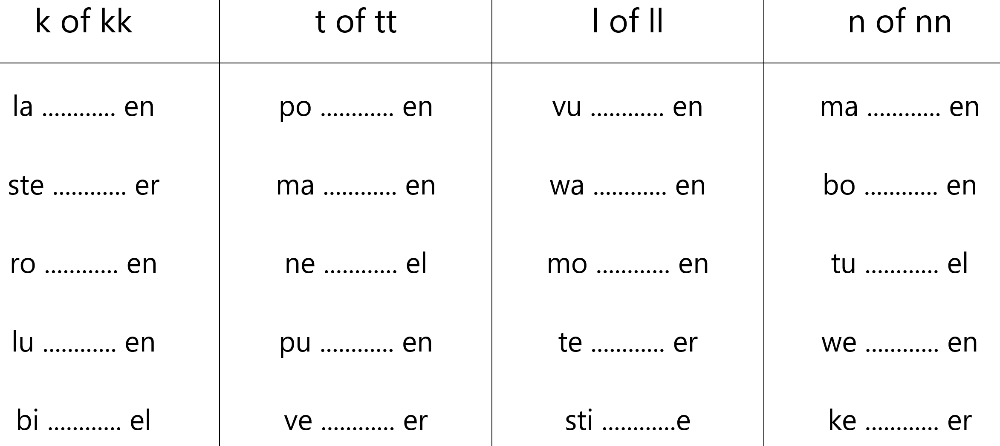 k of kk t of tt l of ll n of nn
la ............ en po ............ en vu ............ en ma ............ en
ste ............ er ma ............ en wa ............ en bo ............ en
ro ............ en ne ............ el mo ............ en tu ............ el
lu ............ en pu ............ en te ............ er we ............ en
bi ............ el ve ............ er sti ............e ke ............ er